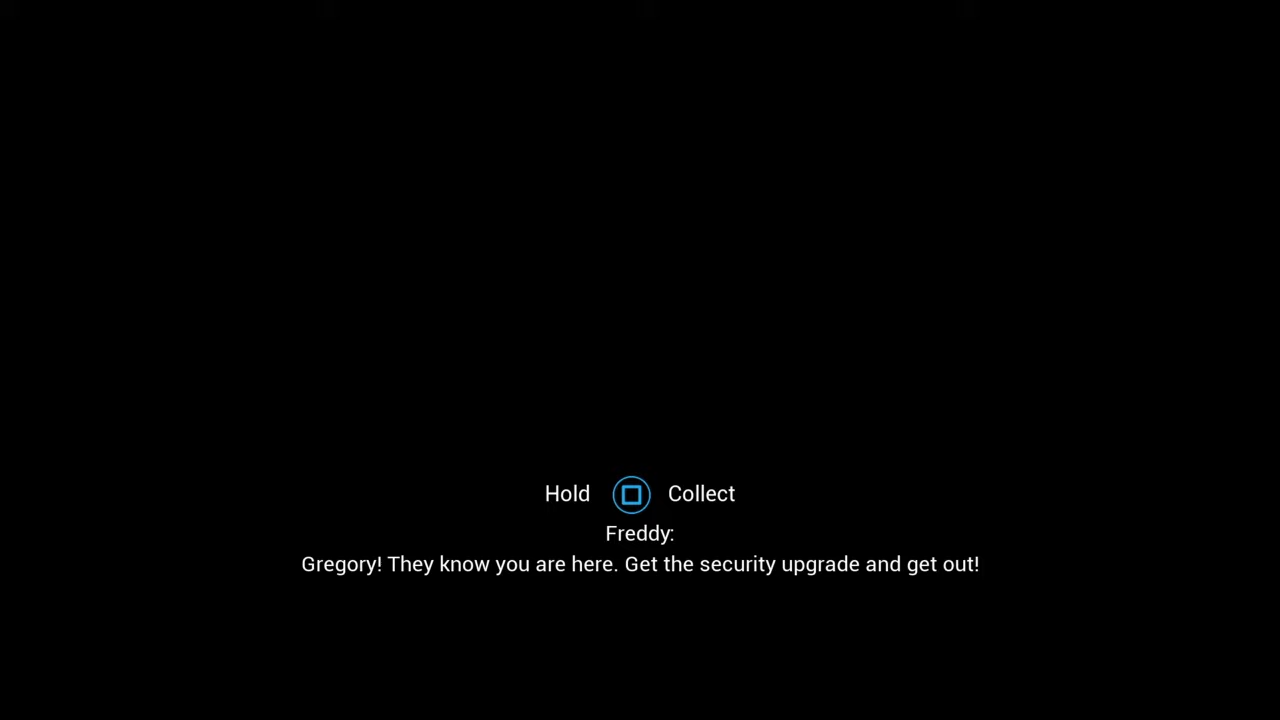 Hold Collect
Freddy:
Gregory! They know you are here. Get the security upgrade and get out!